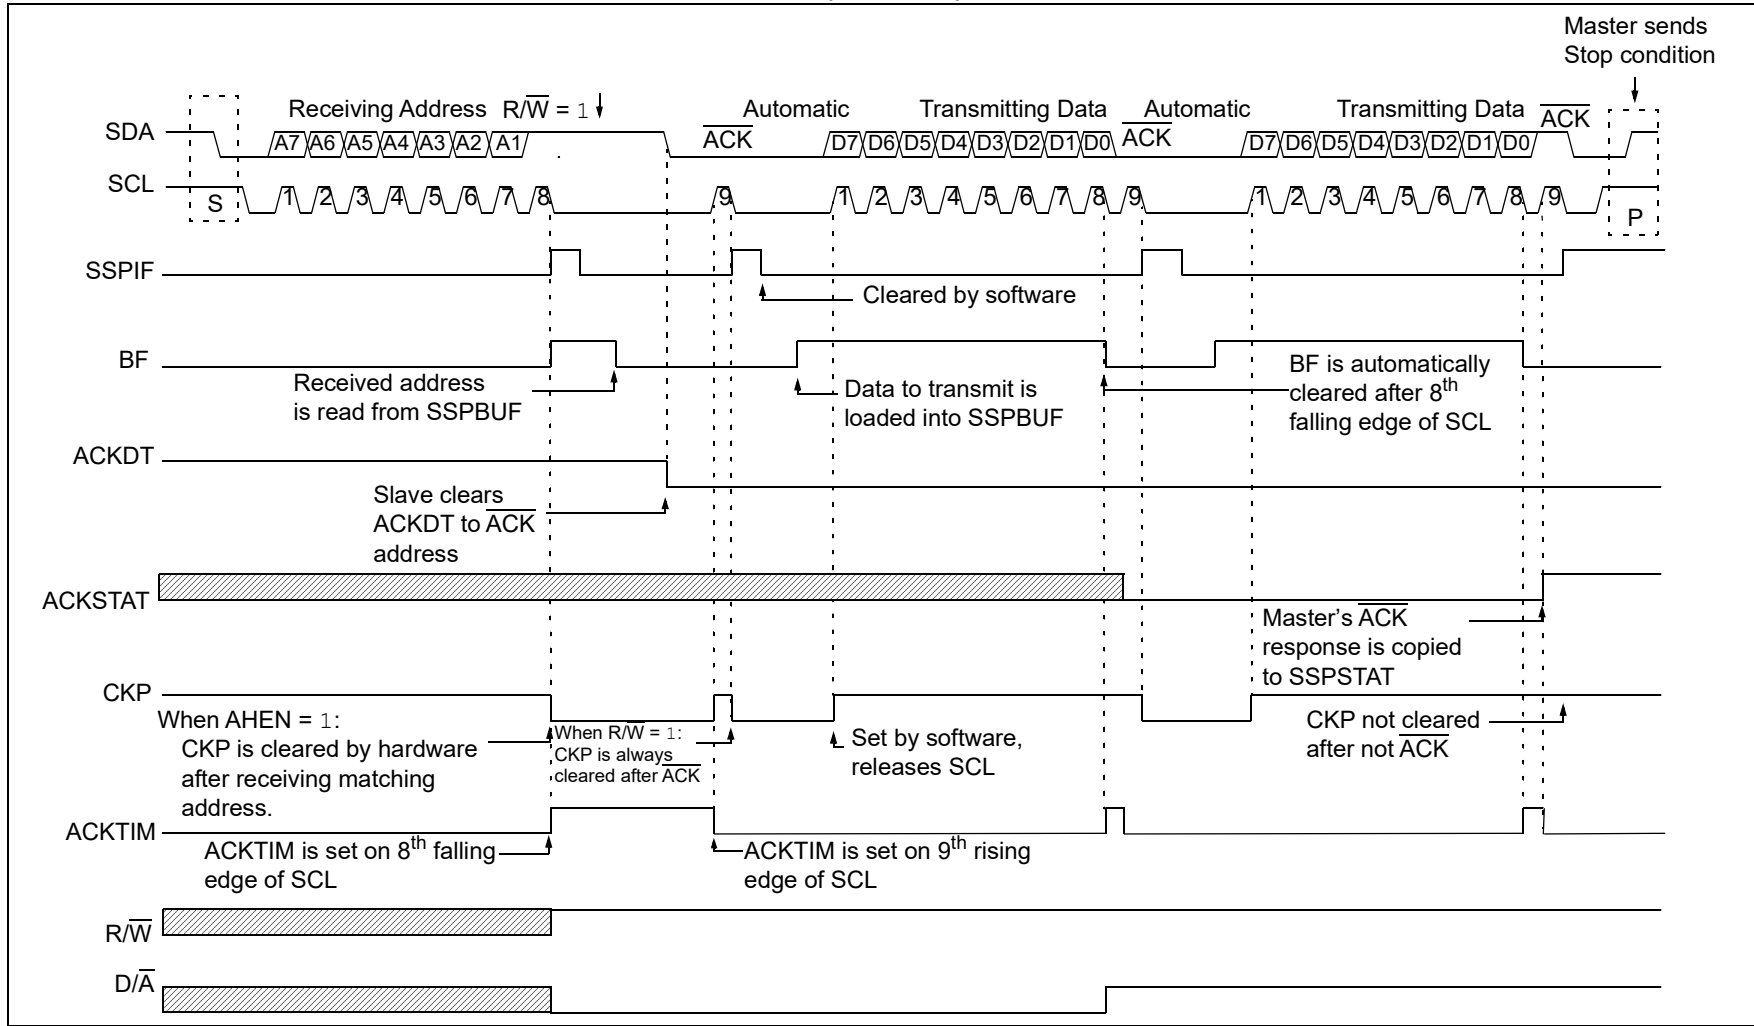 Master sends
Stop condition
Receiving Address R/W̅ = 1
Automatic
Transmitting Data
Automatic
Transmitting Data
A̅C̅K̅
SDA
A7 A6 A5 A4 A3 A2 A1
A̅C̅K̅
D7 D6 D5 D4 D3 D2 D1 D0
A̅C̅K̅
D7 D6 D5 D4 D3 D2 D1 D0
SCL
S
1 2 3 4 5 6 7 8
9
1 2 3 4 5 6 7 8 9
1 2 3 4 5 6 7 8 9
P
SSPIF
Cleared by software
BF
Received address
is read from SSPBUF
Data to transmit is
loaded into SSPBUF
BF is automatically
cleared after 8th
falling edge of SCL
ACKDT
Slave clears
ACKDT to A̅C̅K̅
address
ACKSTAT
Master's A̅C̅K̅
response is copied
to SSPSTAT
CKP
When AHEN = 1:
CKP is cleared by hardware
after receiving matching
address.
When R/W̅ = 1:
CKP is always
cleared after A̅C̅K̅
Set by software,
releases SCL
CKP not cleared
after not A̅C̅K̅
ACKTIM
ACKTIM is set on 8th falling
edge of SCL
ACKTIM is set on 9th rising
edge of SCL
R/W̅
D/A̅